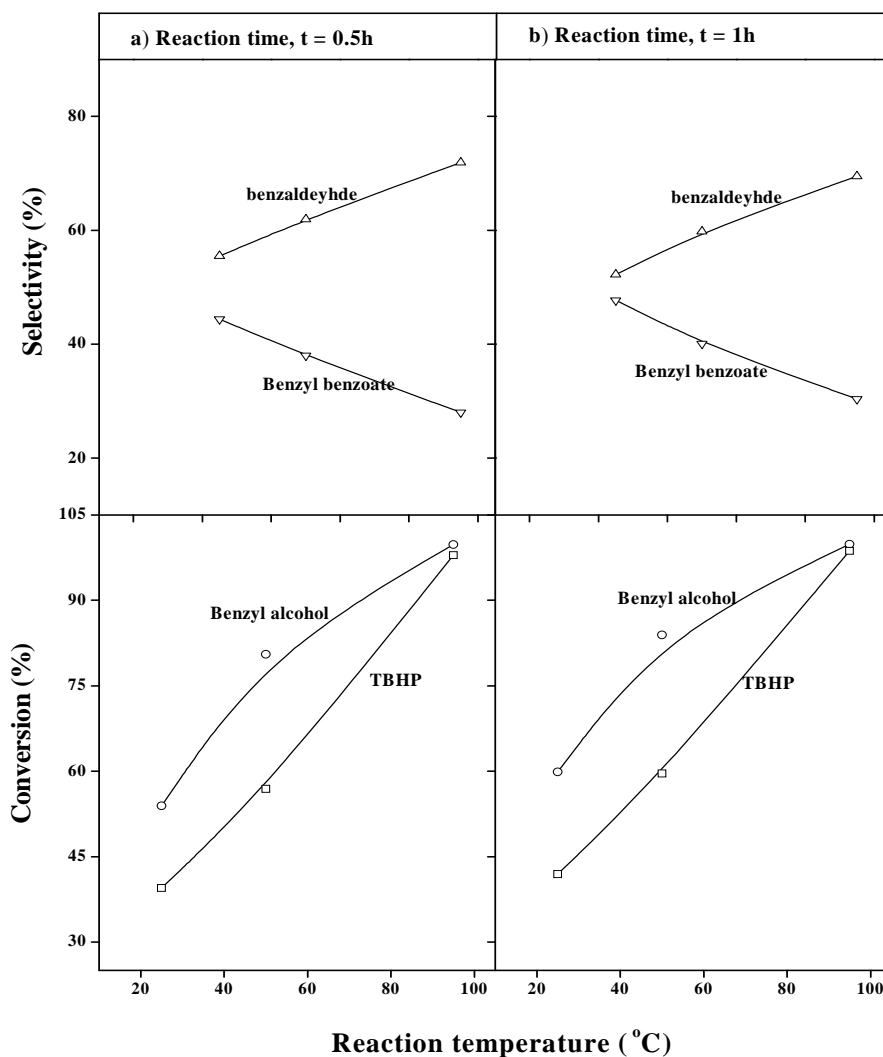 a) Reaction time, t = 0.5h
b) Reaction time, t = 1h
Selectivity (%)
80
60
40
20
benzaldeyhde
Benzyl benzoate
benzaldeyhde
Benzyl benzoate
Conversion (%)
105
90
75
60
45
30
Benzyl alcohol
TBHP
Benzyl alcohol
TBHP
20 40 60 80 100 20 40 60 80 100
Reaction temperature (°C)